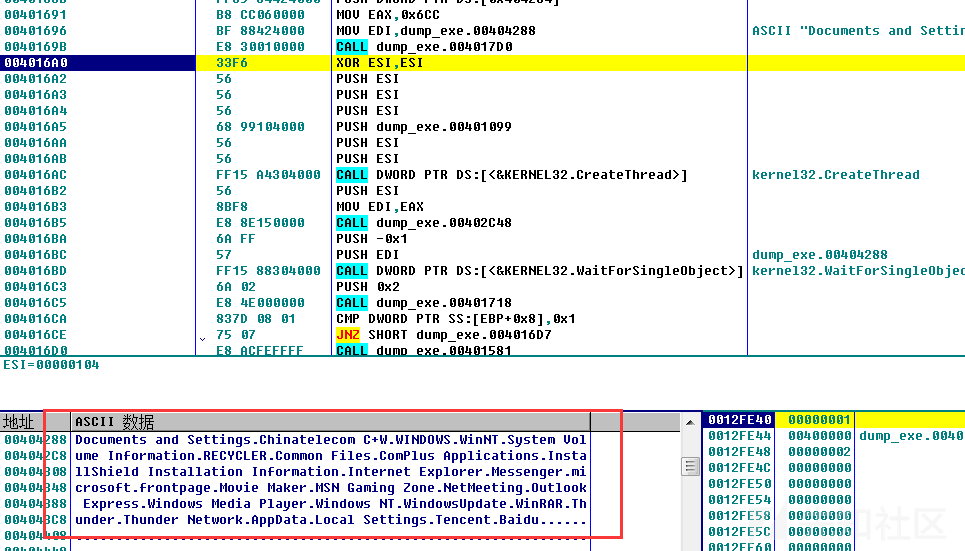 PUSH DWORD PTR DS:[0x404284]
00401691 B8 CC060000 MOV EAX,0x6CC
00401696 BF 88424000 MOV EDI,dump_exe.00404288 ASCII "Documents and Settin
0040169B E8 30010000 CALL dump_exe.004017D0
004016A0 33F6 XOR ESI,ESI
004016A2 56 PUSH ESI
004016A3 56 PUSH ESI
004016A4 56 PUSH ESI
004016A5 68 99104000 PUSH dump_exe.00401099
004016AA 56 PUSH ESI
004016AB 56 PUSH ESI
004016AC FF15 A4304000 CALL DWORD PTR DS:[<&KERNEL32.CreateThread>] kernel32.CreateThread
004016B2 56 PUSH ESI
004016B3 8BF8 MOV EDI,EAX
004016B5 E8 8E150000 CALL dump_exe.00402C48
004016BA 6A FF PUSH -0x1
004016BC 57 PUSH EDI dump_exe.00404288
004016BD FF15 88304000 CALL DWORD PTR DS:[<&KERNEL32.WaitForSingleObject>] kernel32.WaitForSingleObjec
004016C3 6A 02 PUSH 0x2
004016C5 E8 4E000000 CALL dump_exe.00401718
004016CA 837D 08 01 CMP DWORD PTR SS:[EBP+0x8],0x1
004016CE 75 07 JNZ SHORT dump_exe.004016D7
004016D0 E8 ACFEFFFF CALL dump_exe.00401581
ESI=00000104
地址 ASCII 数据
00404288 Documents and Settings.Chinatelecom C+W.WINDOWS.WinNT.System Vol
004042C8 ume Information.RECYCLER.Common Files.ComPlus Applications.Insta
00404308 llShield Installation Information.Internet Explorer.Messenger.mi
00404348 crosoft.frontpage.Movie Maker.MSN Gaming Zone.NetMeeting.Outlook
00404388 Express.Windows Media Player.Windows NT.WindowsUpdate.WinRAR.Th
004043C8 under.Thunder Network.AppData.Local Settings.Tencent.Baidu......
00404408 ................................................................
0012FE40 00000001
0012FE44 00400000 dump_exe.0040
0012FE48 00000002
0012FE4C 00000000
0012FE50 00000000
0012FE54 00000000
0012FE58 00000000
0012FE5C 00000000
0012FE60 00000000
社区